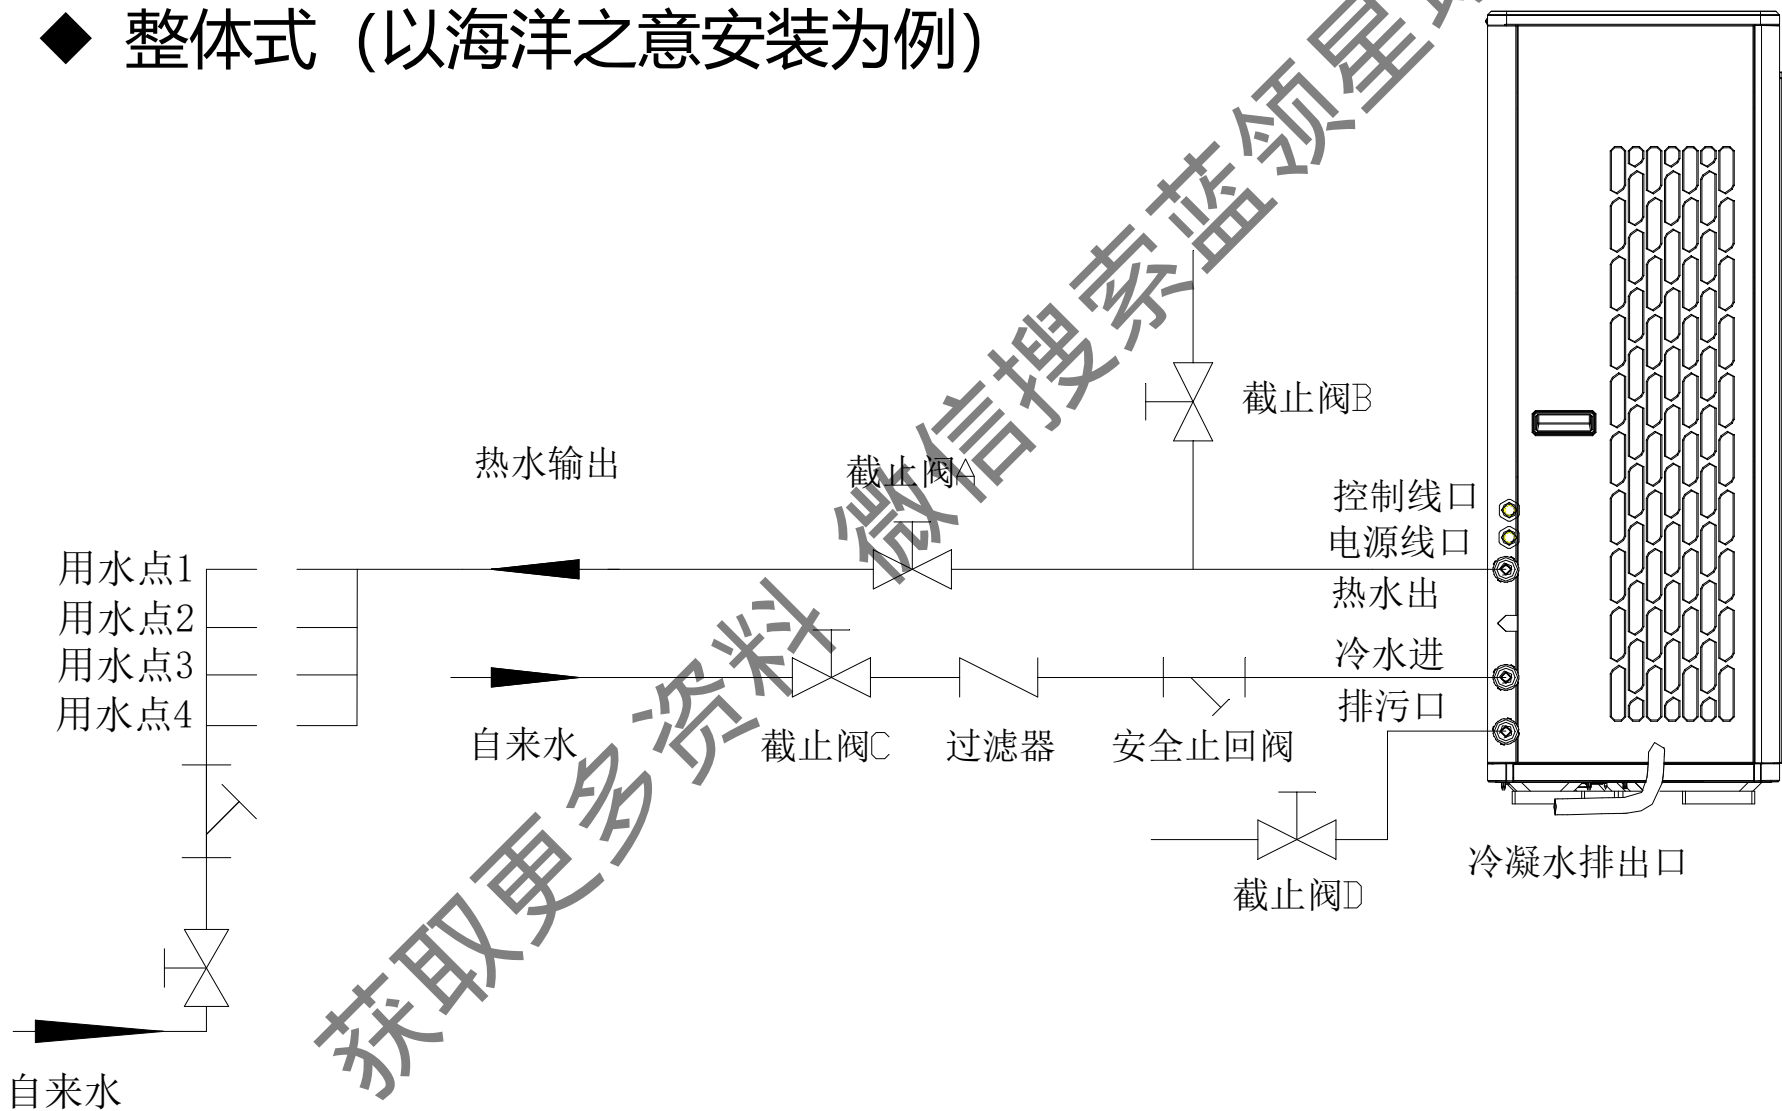 ◆ 整体式（以海洋之意安装为例）
截止阀B
热水输出
截止阀A
控制线口
电源线口
用水点1
热水出
用水点2
冷水进
用水点3
排污口
用水点4
自来水
截止阀C
过滤器
安全止回阀
冷凝水排出口
截止阀D
自来水
获取更多资料 微信搜索蓝领星